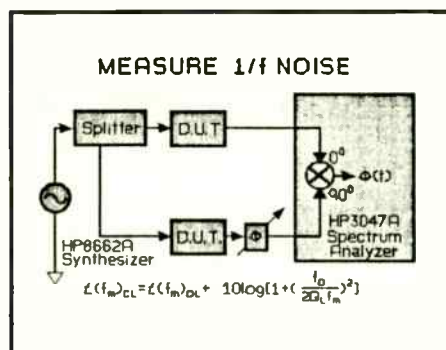 MEASURE 1/f NOISE
Splitter
D.U.T
0°
Φ(t)
90°
D.U.T.
Φ
HP8662A
Synthesizer
HP3047A
Spectrum
Analyzer
£(fm)CL=£(fm)OL + 10log[1+(fo/2QLfm)²]